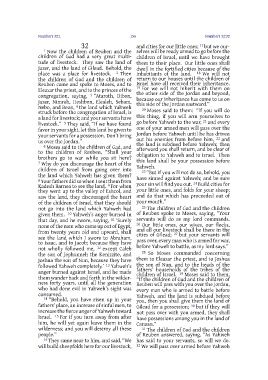 Numbers 32:1
Numbers 32:30
32
1 Now the children of Reuben and the
children of Gad had a very great multi-
tude of livestock. They saw the land of
Jazer, and the land of Gilead. Behold, the
place was a place for livestock. 2 Then
the children of Gad and the children of
Reuben came and spoke to Moses, and to
Eleazar the priest, and to the princes of the
congregation, saying, 3 "Ataroth, Dibon,
Jazer, Nimrah, Heshbon, Elealeh, Sebam,
Nebo, and Beon, 4 the land which Yahweh
struck before the congregation of Israel, is
a land for livestock; and your servants have
livestock." 5 They said, "If we have found
favor in your sight, let this land be given to
your servants for a possession. Don't bring
us over the Jordan."
6 Moses said to the children of Gad, and
to the children of Reuben, "Shall your
brothers go to war while you sit here?
7 Why do you discourage the heart of the
children of Israel from going over into
the land which Yahweh has given them?
8 Your fathers did so when I sent them from
Kadesh Barnea to see the land. 9 For when
they went up to the valley of Eshcol, and
saw the land, they discouraged the heart
of the children of Israel, that they should
not go into the land which Yahweh had
given them. 10 Yahweh's anger burned in
that day, and he swore, saying, 11 'Surely
none of the men who came up out of Egypt,
from twenty years old and upward, shall
see the land which I swore to Abraham,
to Isaac, and to Jacob; because they have
not wholly followed me, 12 except Caleb
the son of Jephunneh the Kenizzite, and
Joshua the son of Nun, because they have
followed Yahweh completely.' 13 Yahweh's
anger burned against Israel, and he made
them wander back and forth in the wilder-
ness forty years, until all the generation
who had done evil in Yahweh's sight was
consumed.
14 "Behold, you have risen up in your
fathers' place, an increase of sinful men, to
increase the fierce anger of Yahweh toward
Israel. 15 For if you turn away from after
him, he will yet again leave them in the
wilderness; and you will destroy all these
people."
16 They came near to him, and said, "We
will build sheepfolds here for our livestock,
and cities for our little ones; 17 but we our-
selves will be ready armed to go before the
children of Israel, until we have brought
them to their place. Our little ones shall
dwell in the fortified cities because of the
inhabitants of the land. 18 We will not
return to our houses until the children of
Israel have all received their inheritance.
19 For we will not inherit with them on
the other side of the Jordan and beyond,
because our inheritance has come to us on
this side of the Jordan eastward."
20 Moses said to them: "If you will do
this thing, if you will arm yourselves to
go before Yahweh to the war, 21 and every
one of your armed men will pass over the
Jordan before Yahweh until he has driven
out his enemies from before him, 22 and
the land is subdued before Yahweh; then
afterward you shall return, and be clear of
obligation to Yahweh and to Israel. Then
this land shall be your possession before
Yahweh.
23 "But if you will not do so, behold, you
have sinned against Yahweh; and be sure
your sin will find you out. 24 Build cities for
your little ones, and folds for your sheep;
and do that which has proceeded out of
your mouth."
25 The children of Gad and the children
of Reuben spoke to Moses, saying, "Your
servants will do as my lord commands.
26 Our little ones, our wives, our flocks,
and all our livestock shall be there in the
cities of Gilead; 27 but your servants will
pass over, every man who is armed for war,
before Yahweh to battle, as my lord says."
28 So Moses commanded concerning
them to Eleazar the priest, and to Joshua
the son of Nun, and to the heads of the
fathers' households of the tribes of the
children of Israel. 29 Moses said to them,
"If the children of Gad and the children of
Reuben will pass with you over the Jordan,
every man who is armed to battle before
Yahweh, and the land is subdued before
you, then you shall give them the land of
Gilead for a possession; 30 but if they will
not pass over with you armed, they shall
have possessions among you in the land of
Canaan."
31 The children of Gad and the children
of Reuben answered, saying, "As Yahweh
has said to your servants, so will we do.
32 We will pass over armed before Yahweh